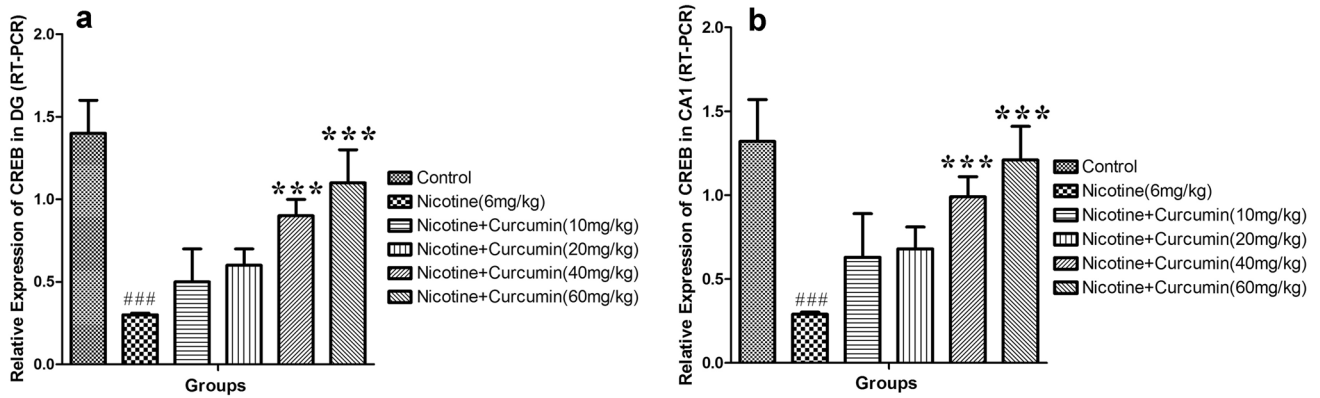 a
Relative Expression of CREB in DG (RT-PCR)
2.0
1.5
1.0
0.5
0.0
###
***
***
Groups
Control
Nicotine(6mg/kg)
Nicotine+Curcumin(10mg/kg)
Nicotine+Curcumin(20mg/kg)
Nicotine+Curcumin(40mg/kg)
Nicotine+Curcumin(60mg/kg)
b
Relative Expression of CREB in CA1 (RT-PCR)
2.0
1.5
1.0
0.5
0.0
###
***
***
Groups
Control
Nicotine(6mg/kg)
Nicotine+Curcumin(10mg/kg)
Nicotine+Curcumin(20mg/kg)
Nicotine+Curcumin(40mg/kg)
Nicotine+Curcumin(60mg/kg)